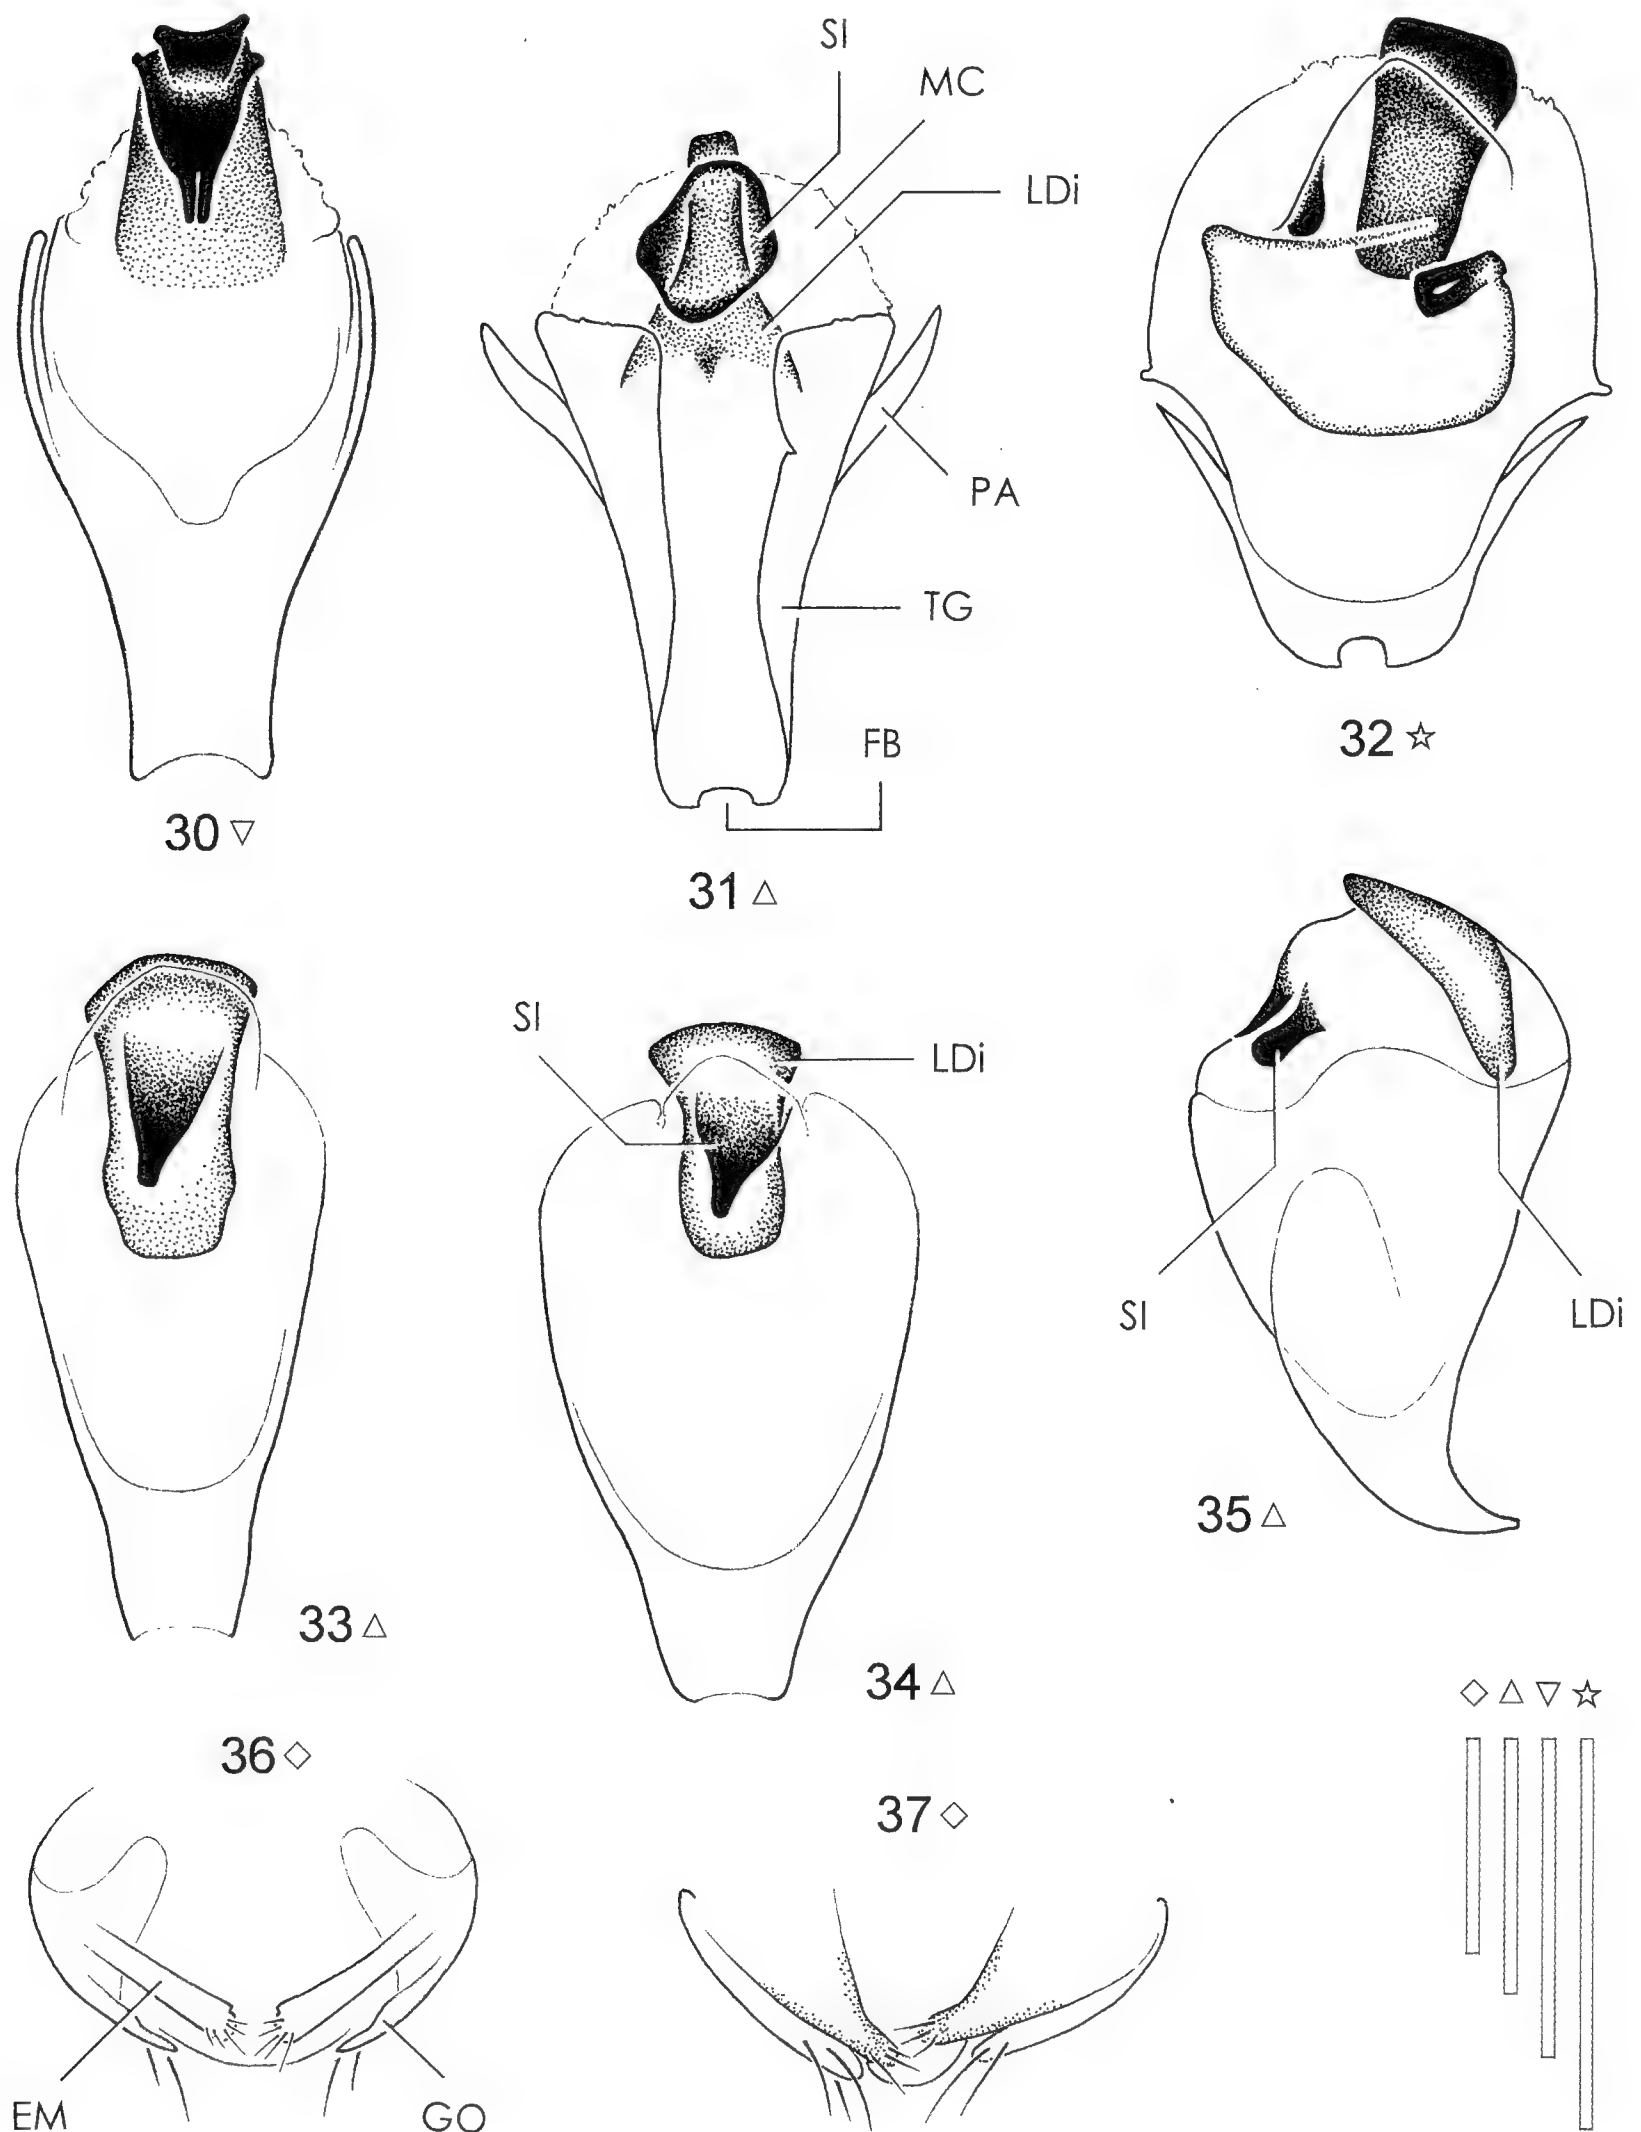 SI
MC
LDi
PA
TG
FB
30 ▽
31 △
32 ☆
SI
LDi
SI
LDi
33 △
34 △
35 △
◇ △ ▽ ☆
36 ◇
37 ◇
EM
GO